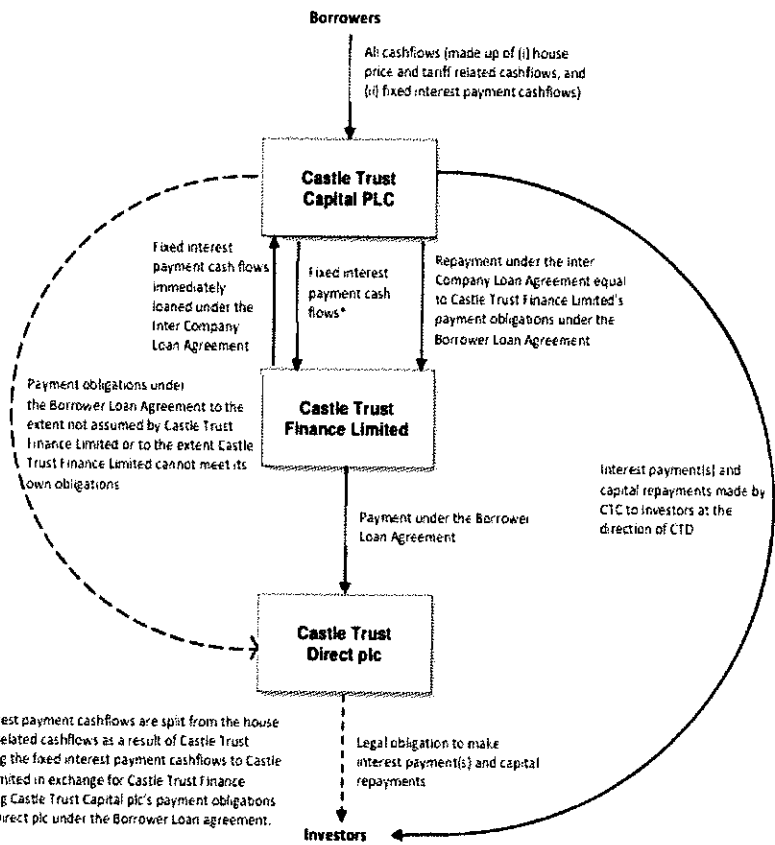 Borrowers
All cashflows (made up of (i) house
price and tariff related cashflows, and
(ii) fixed interest payment cashflows)
Castle Trust
Capital PLC
Fixed interest
payment cash flows
immediately
loaned under the
Inter Company
Loan Agreement
Fixed interest
payment cash
flows*
Repayment under the Inter
Company Loan Agreement equal
to Castle Trust Finance Limited's
payment obligations under the
Borrower Loan Agreement
Payment obligations under
the Borrower Loan Agreement to the
extent not assumed by Castle Trust
Finance Limited or to the extent Castle
Trust Finance Limited cannot meet its
own obligations
Castle Trust
Finance Limited
Interest payment(s) and
capital repayments made by
CTC to investors at the
direction of CTD
Payment under the Borrower
Loan Agreement
Castle Trust
Direct plc
est payment cashflows are split from the house
elated cashflows as a result of Castle Trust
g the fixed interest payment cashflows to Castle
mited in exchange for Castle Trust Finance
g Castle Trust Capital plc's payment obligations
irect plc under the Borrower Loan agreement.
Legal obligation to make
interest payment(s) and capital
repayments
Investors